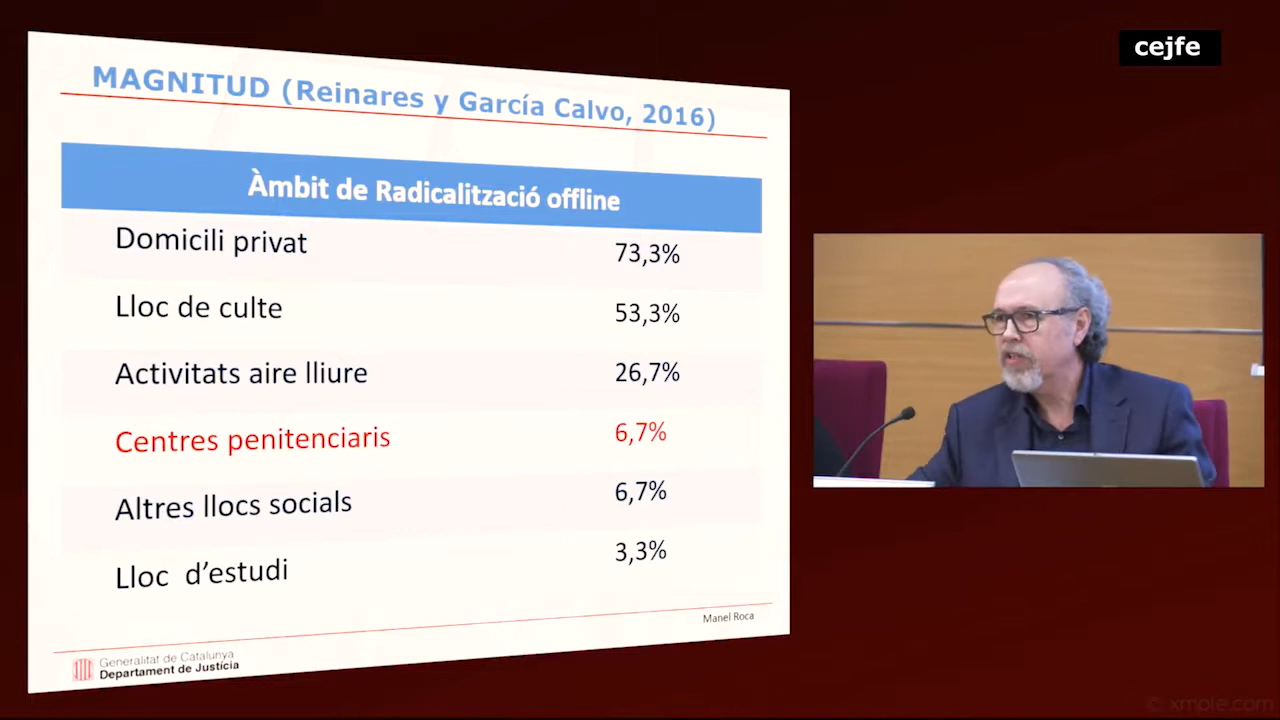 cejfe
MAGNITUD (Reinares y García Calvo, 2016)
Àmbit de Radicalització offline
Domicili privat 73,3%
Lloc de culte 53,3%
Activitats aire lliure 26,7%
Centres penitenciaris 6,7%
Altres llocs socials 6,7%
Lloc d’estudi 3,3%
Manel Roca
Generalitat de Catalunya
Departament de Justícia
© xmple.com